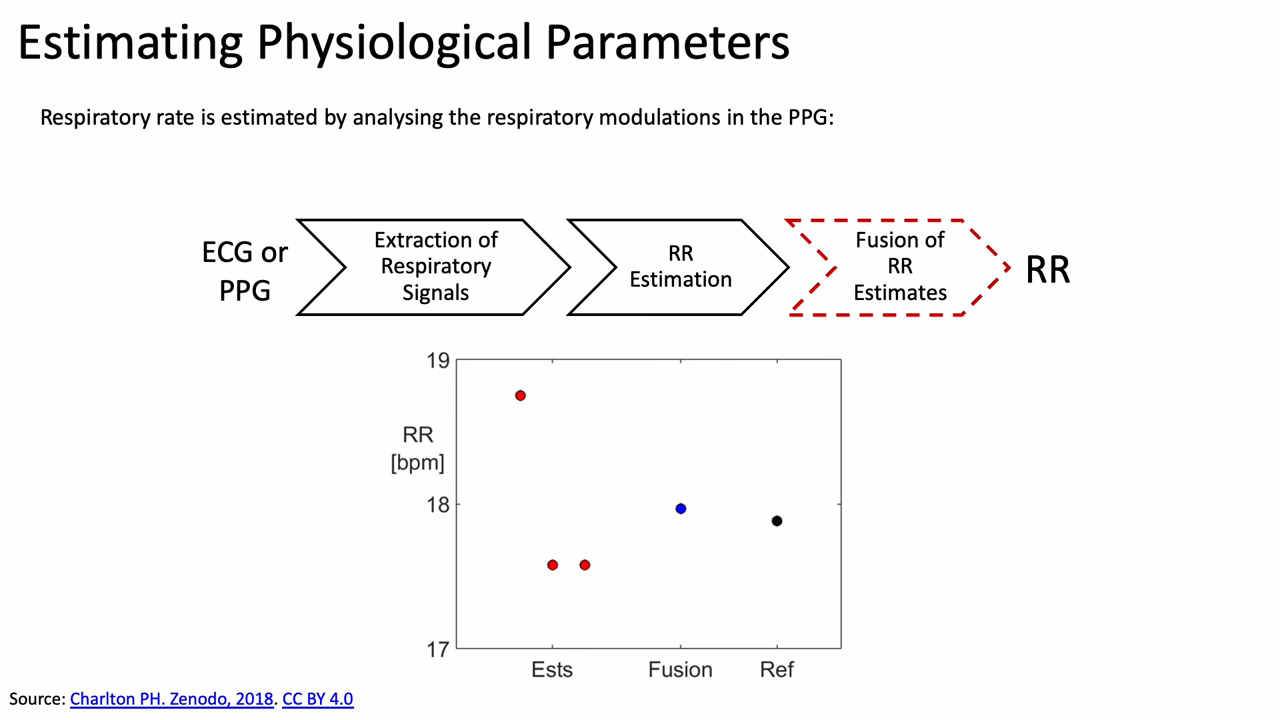 Estimating Physiological Parameters
Respiratory rate is estimated by analysing the respiratory modulations in the PPG:
ECG or
PPG
Extraction of
Respiratory
Signals
RR
Estimation
Fusion of
RR
Estimates
RR
19
RR
[bpm]
18
17
Ests
Fusion
Ref
Source: Charlton PH. Zenodo, 2018. CC BY 4.0